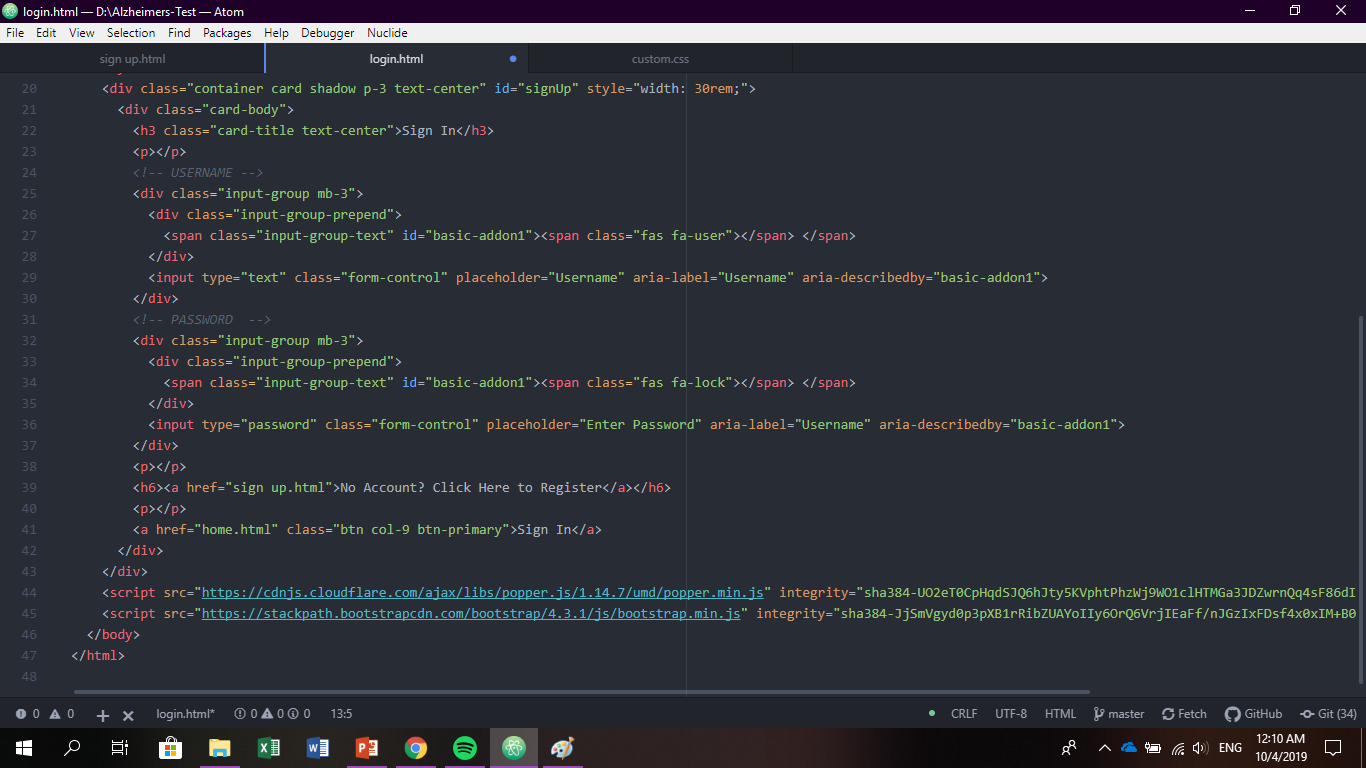 login.html — D:\Alzheimers-Test — Atom
File Edit View Selection Find Packages Help Debugger Nuclide
sign up.html login.html custom.css
20 <div class="container card shadow p-3 text-center" id="signUp" style="width: 30rem;">
21 <div class="card-body">
22 <h3 class="card-title text-center">Sign In</h3>
23 <p></p>
24 <!-- USERNAME -->
25 <div class="input-group mb-3">
26 <div class="input-group-prepend">
27 <span class="input-group-text" id="basic-addon1"><span class="fas fa-user"></span> </span>
28 </div>
29 <input type="text" class="form-control" placeholder="Username" aria-label="Username" aria-describedby="basic-addon1">
30 </div>
31 <!-- PASSWORD  -->
32 <div class="input-group mb-3">
33 <div class="input-group-prepend">
34 <span class="input-group-text" id="basic-addon1"><span class="fas fa-lock"></span> </span>
35 </div>
36 <input type="password" class="form-control" placeholder="Enter Password" aria-label="Username" aria-describedby="basic-addon1">
37 </div>
38 <p></p>
39 <h6><a href="sign up.html">No Account? Click Here to Register</a></h6>
40 <p></p>
41 <a href="home.html" class="btn col-9 btn-primary">Sign In</a>
42 </div>
43 </div>
44 <script src="https://cdnjs.cloudflare.com/ajax/libs/popper.js/1.14.7/umd/popper.min.js" integrity="sha384-UO2eT0CpHqdSJQ6hJty5KVphtPhzWj9WO1clHTMGa3JDZwrnQq4sF86dI
45 <script src="https://stackpath.bootstrapcdn.com/bootstrap/4.3.1/js/bootstrap.min.js" integrity="sha384-JjSmVgyd0p3pXB1rRibZUAYoIIy6OrQ6VrjIEaFf/nJGzIxFDsf4x0xIM+B0
46 </body>
47 </html>
48
0 0 login.html* 0 0 0 13:5 CRLF UTF-8 HTML master Fetch GitHub Git (34)
ENG 12:10 AM
10/4/2019